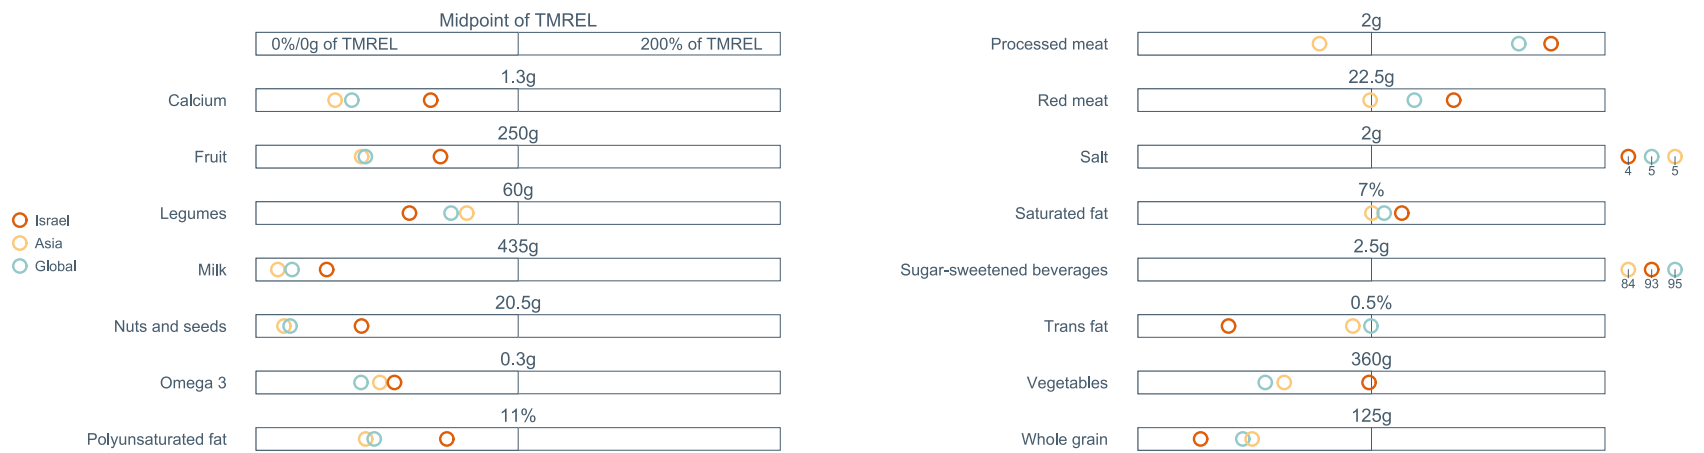 Midpoint of TMREL
0%/0g of TMREL 200% of TMREL
1.3g
Calcium
250g
Fruit
60g
Legumes
435g
Milk
20.5g
Nuts and seeds
0.3g
Omega 3
11%
Polyunsaturated fat
Israel
Asia
Global
2g
Processed meat
22.5g
Red meat
2g
Salt
4 5 5
7%
Saturated fat
2.5g
Sugar-sweetened beverages
84 93 95
0.5%
Trans fat
360g
Vegetables
125g
Whole grain